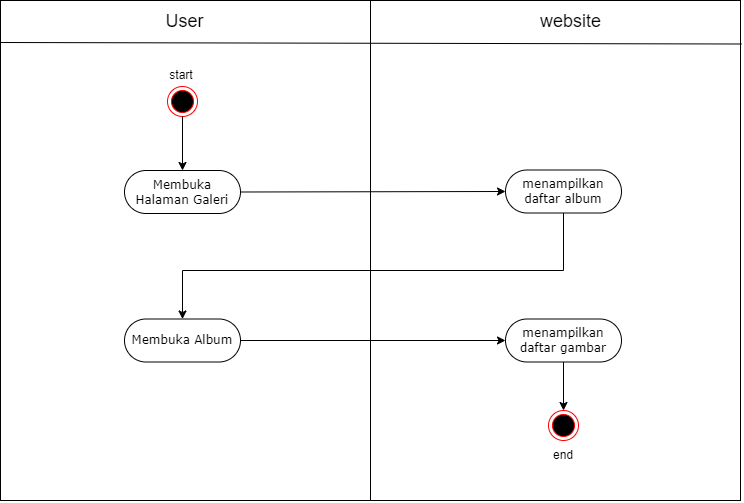 User
website
start
Membuka
Halaman Galeri
menampilkan
daftar album
Membuka Album
menampilkan
daftar gambar
end